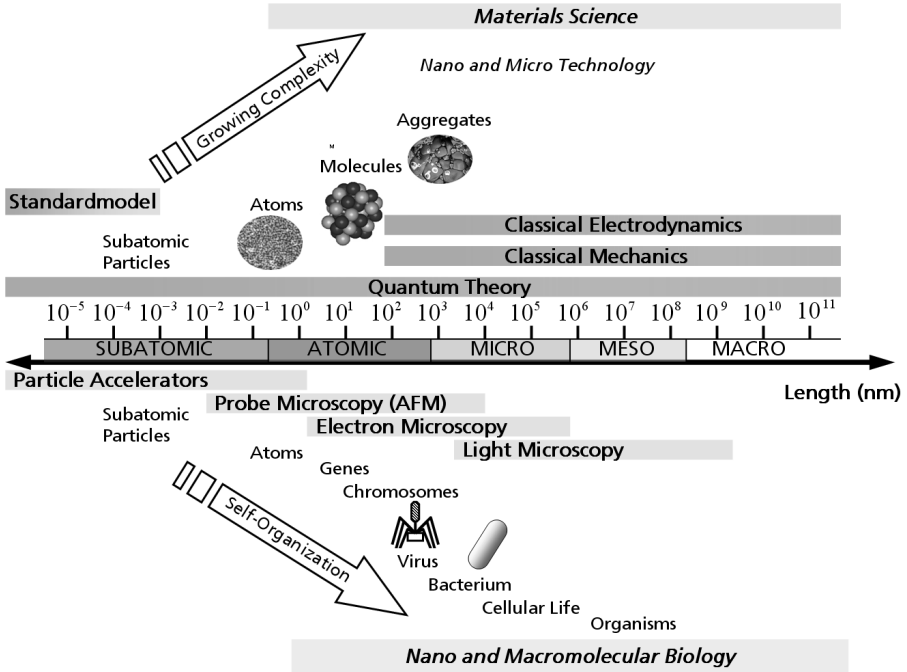 Materials Science
Nano and Micro Technology
Growing Complexity
Aggregates
M
Molecules
Standardmodel
Atoms
Classical Electrodynamics
Subatomic
Particles
Classical Mechanics
Quantum Theory
10⁻⁵ 10⁻⁴ 10⁻³ 10⁻² 10⁻¹ 10⁰ 10¹ 10² 10³ 10⁴ 10⁵ 10⁶ 10⁷ 10⁸ 10⁹ 10¹⁰ 10¹¹
SUBATOMIC ATOMIC MICRO MESO MACRO
Particle Accelerators
Length (nm)
Probe Microscopy (AFM)
Subatomic
Particles
Electron Microscopy
Light Microscopy
Atoms
Genes
Chromosomes
Self-Organization
Virus
Bacterium
Cellular Life
Organisms
Nano and Macromolecular Biology